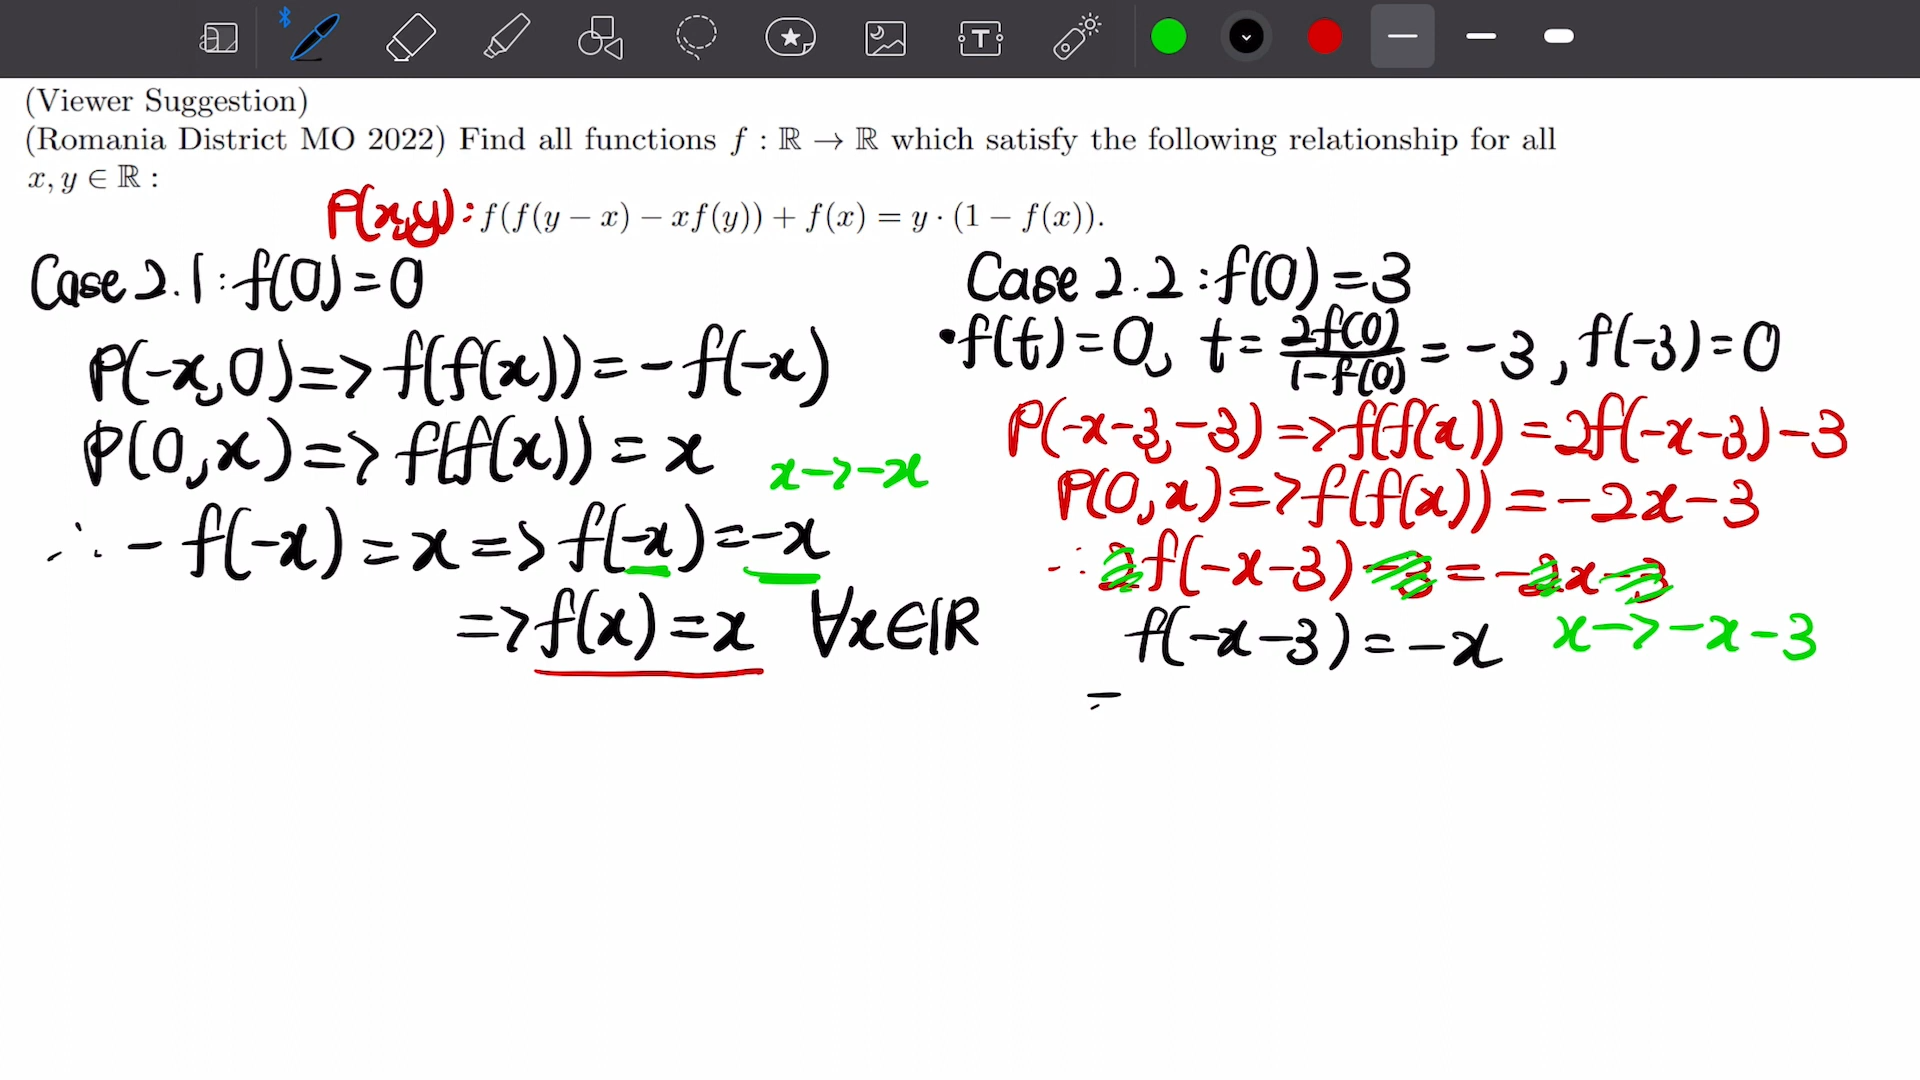 (Viewer Suggestion)
(Romania District MO 2022) Find all functions f : ℝ → ℝ which satisfy the following relationship for all
x, y ∈ ℝ :
P(x,y): f(f(y − x) − xf(y)) + f(x) = y · (1 − f(x)).
Case 2.1: f(0)=0
P(-x,0)=> f(f(x)) = -f(-x)
P(0,x)=> f(f(x)) = x
x->-x
∴ -f(-x) = x => f(-x) = -x
=> f(x) = x ∀x∈ℝ
Case 2.2: f(0)=3
• f(t)=0, t = 2f(0)/(1-f(0)) = -3, f(-3)=0
P(-x-3,-3)=> f(f(x)) = 2f(-x-3)-3
P(0,x)=> f(f(x)) = -2x-3
∴ 2f(-x-3)-3 = -2x-3
f(-x-3) = -x x->-x-3
=